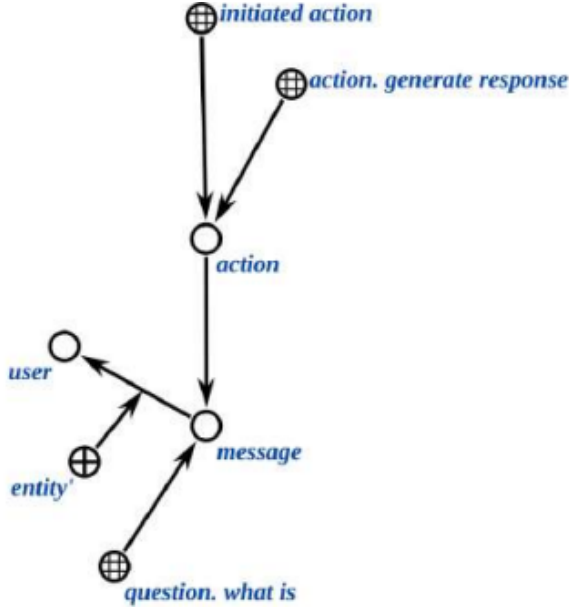 initiated action
action. generate response
action
user
message
entity'
question. what is